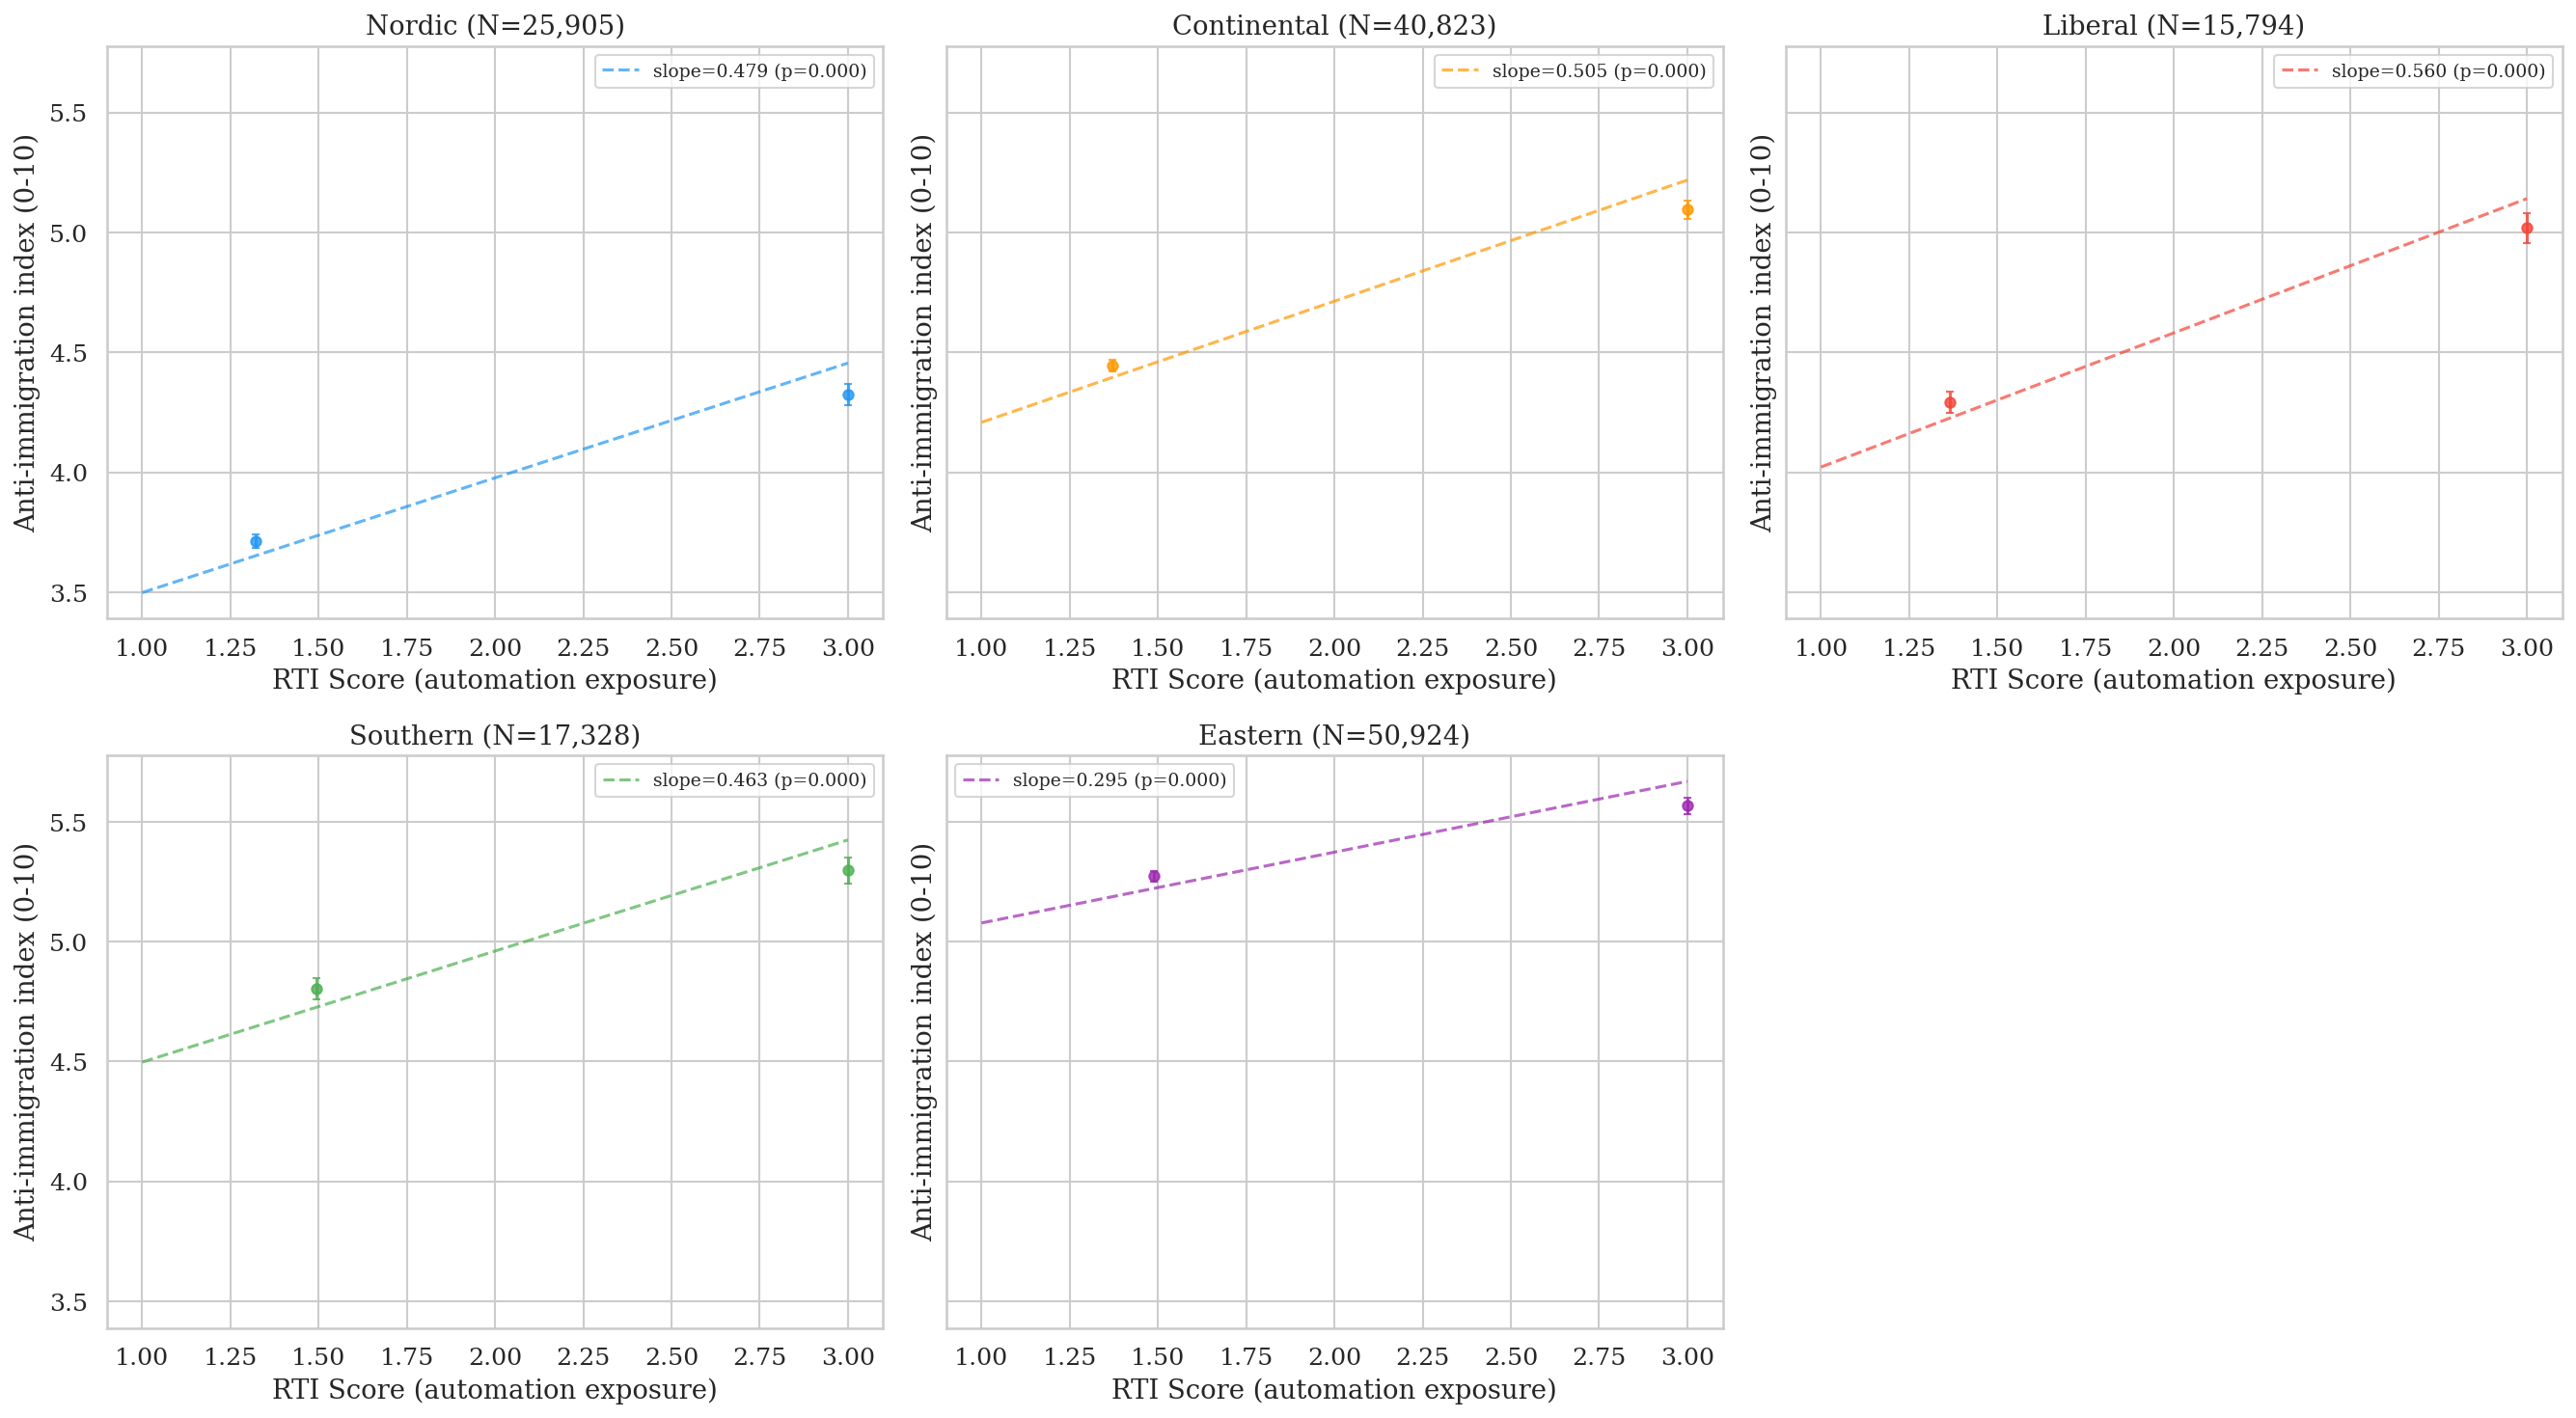 Nordic (N=25,905)
slope=0.479 (p=0.000)
Anti-immigration index (0-10)
5.5
5.0
4.5
4.0
3.5
1.00 1.25 1.50 1.75 2.00 2.25 2.50 2.75 3.00
RTI Score (automation exposure)
Continental (N=40,823)
slope=0.505 (p=0.000)
Anti-immigration index (0-10)
1.00 1.25 1.50 1.75 2.00 2.25 2.50 2.75 3.00
RTI Score (automation exposure)
Liberal (N=15,794)
slope=0.560 (p=0.000)
Anti-immigration index (0-10)
1.00 1.25 1.50 1.75 2.00 2.25 2.50 2.75 3.00
RTI Score (automation exposure)
Southern (N=17,328)
slope=0.463 (p=0.000)
Anti-immigration index (0-10)
5.5
5.0
4.5
4.0
3.5
1.00 1.25 1.50 1.75 2.00 2.25 2.50 2.75 3.00
RTI Score (automation exposure)
Eastern (N=50,924)
slope=0.295 (p=0.000)
Anti-immigration index (0-10)
1.00 1.25 1.50 1.75 2.00 2.25 2.50 2.75 3.00
RTI Score (automation exposure)